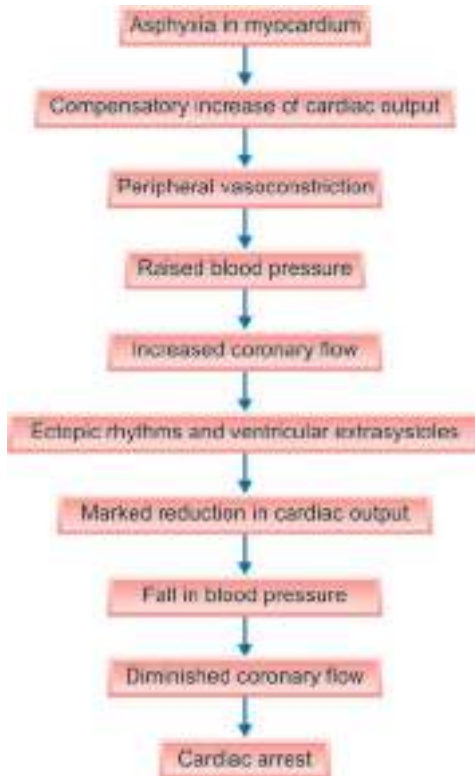 Asphyxia in myocardium
Compensatory increase of cardiac output
Peripheral vasoconstriction
Raised blood pressure
Increased coronary flow
Ectopic rhythms and ventricular extrasystoles
Marked reduction in cardiac output
Fall in blood pressure
Diminished coronary flow
Cardiac arrest